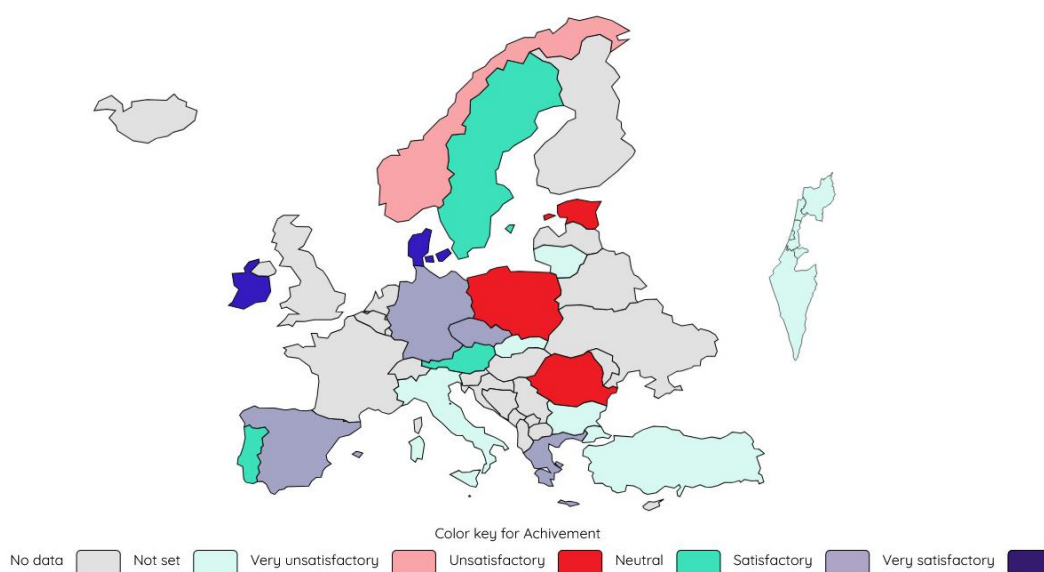 Color key for Achivement
No data Not set Very unsatisfactory Unsatisfactory Neutral Satisfactory Very satisfactory